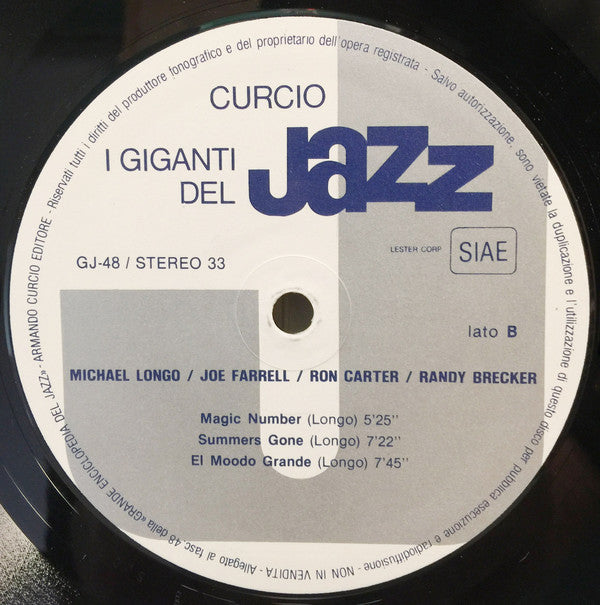 CURCIO
I GIGANTI
DEL
Jazz
GJ-48 / STEREO 33
LESTER CORP
SIAE
lato B
MICHAEL LONGO / JOE FARRELL / RON CARTER / RANDY BRECKER
Magic Number (Longo) 5'25''
Summers Gone (Longo) 7'22''
El Moodo Grande (Longo) 7'45''
Allegato al fasc. 48 della «GRANDE ENCICLOPEDIA DEL JAZZ» - ARMANDO CURCIO EDITORE - Riservati tutti i diritti del produttore fonografico e del proprietario dell'opera registrata - Salvo autorizzazione, sono vietate la duplicazione e l'utilizzazione di questo disco per pubblica esecuzione e radiodiffusione - NON IN VENDITA -